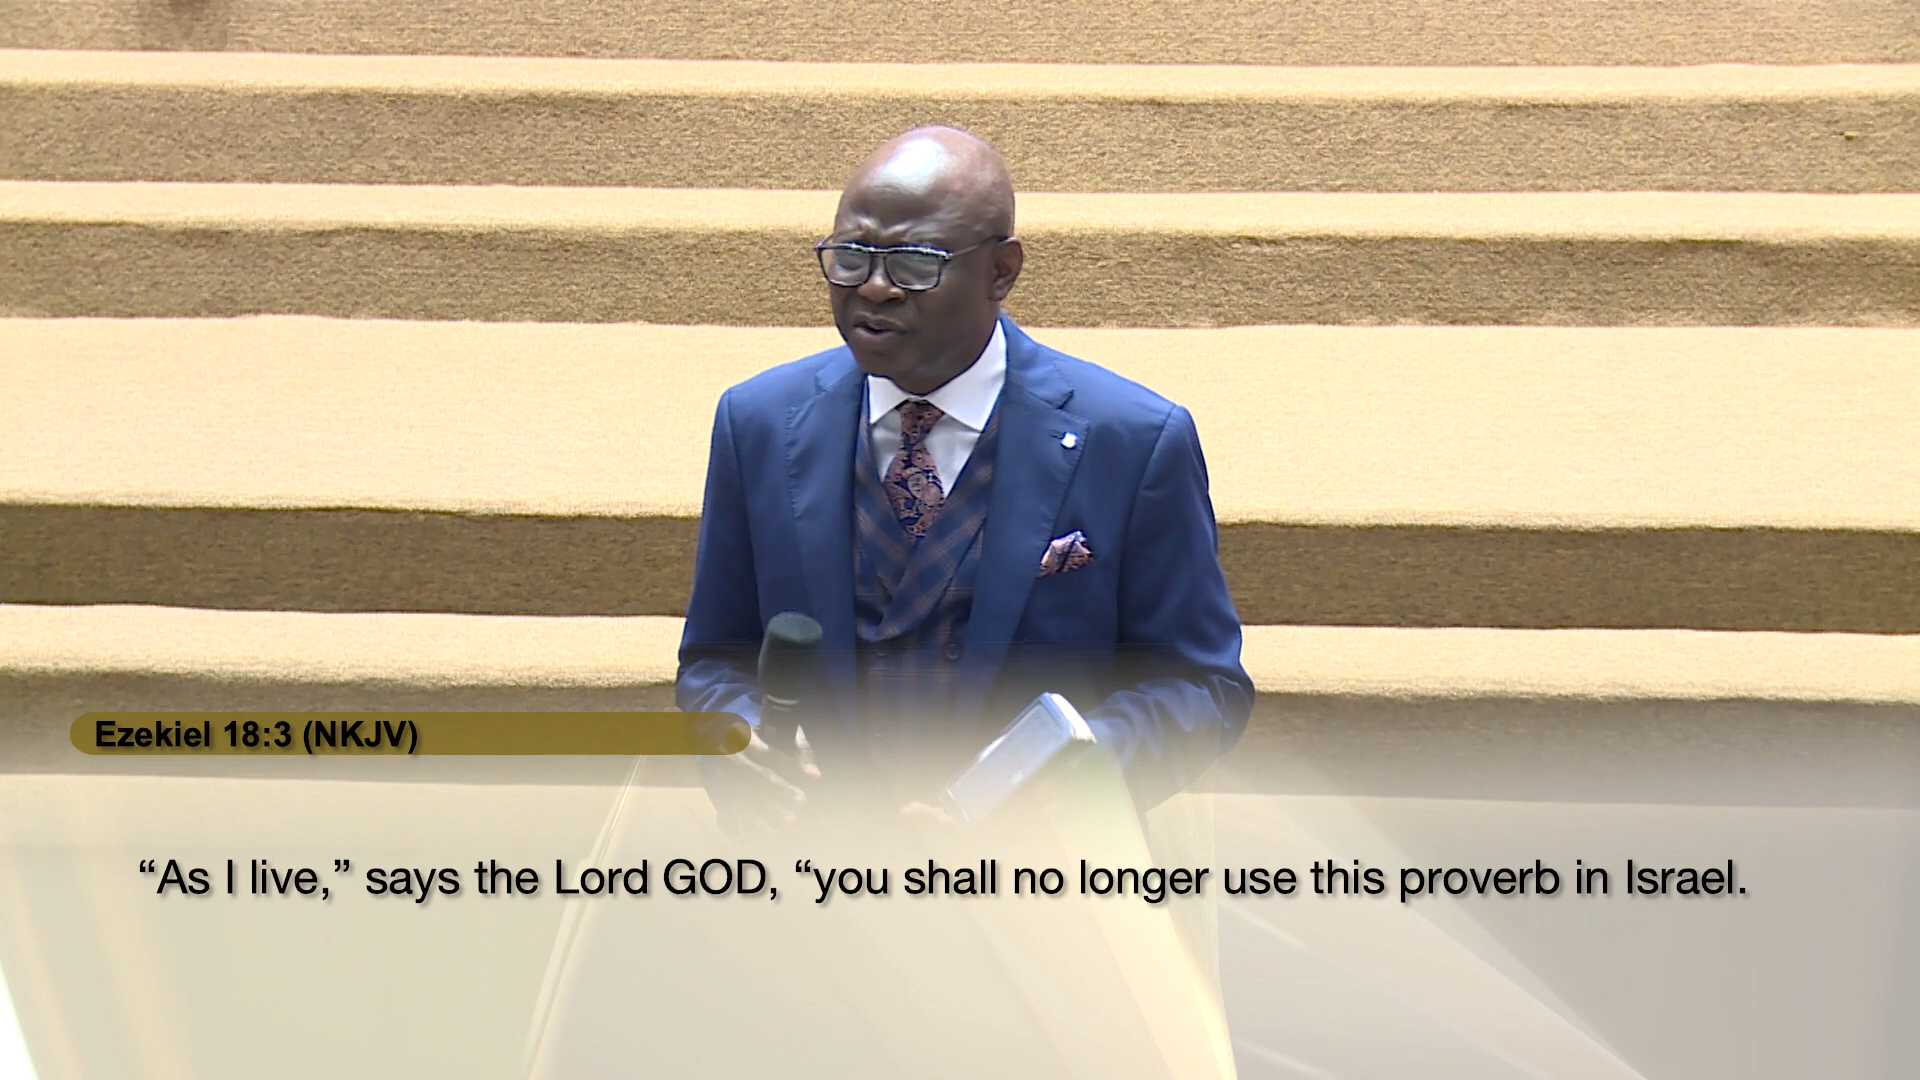 Ezekiel 18:3 (NKJV)
“As I live,” says the Lord GOD, “you shall no longer use this proverb in Israel.